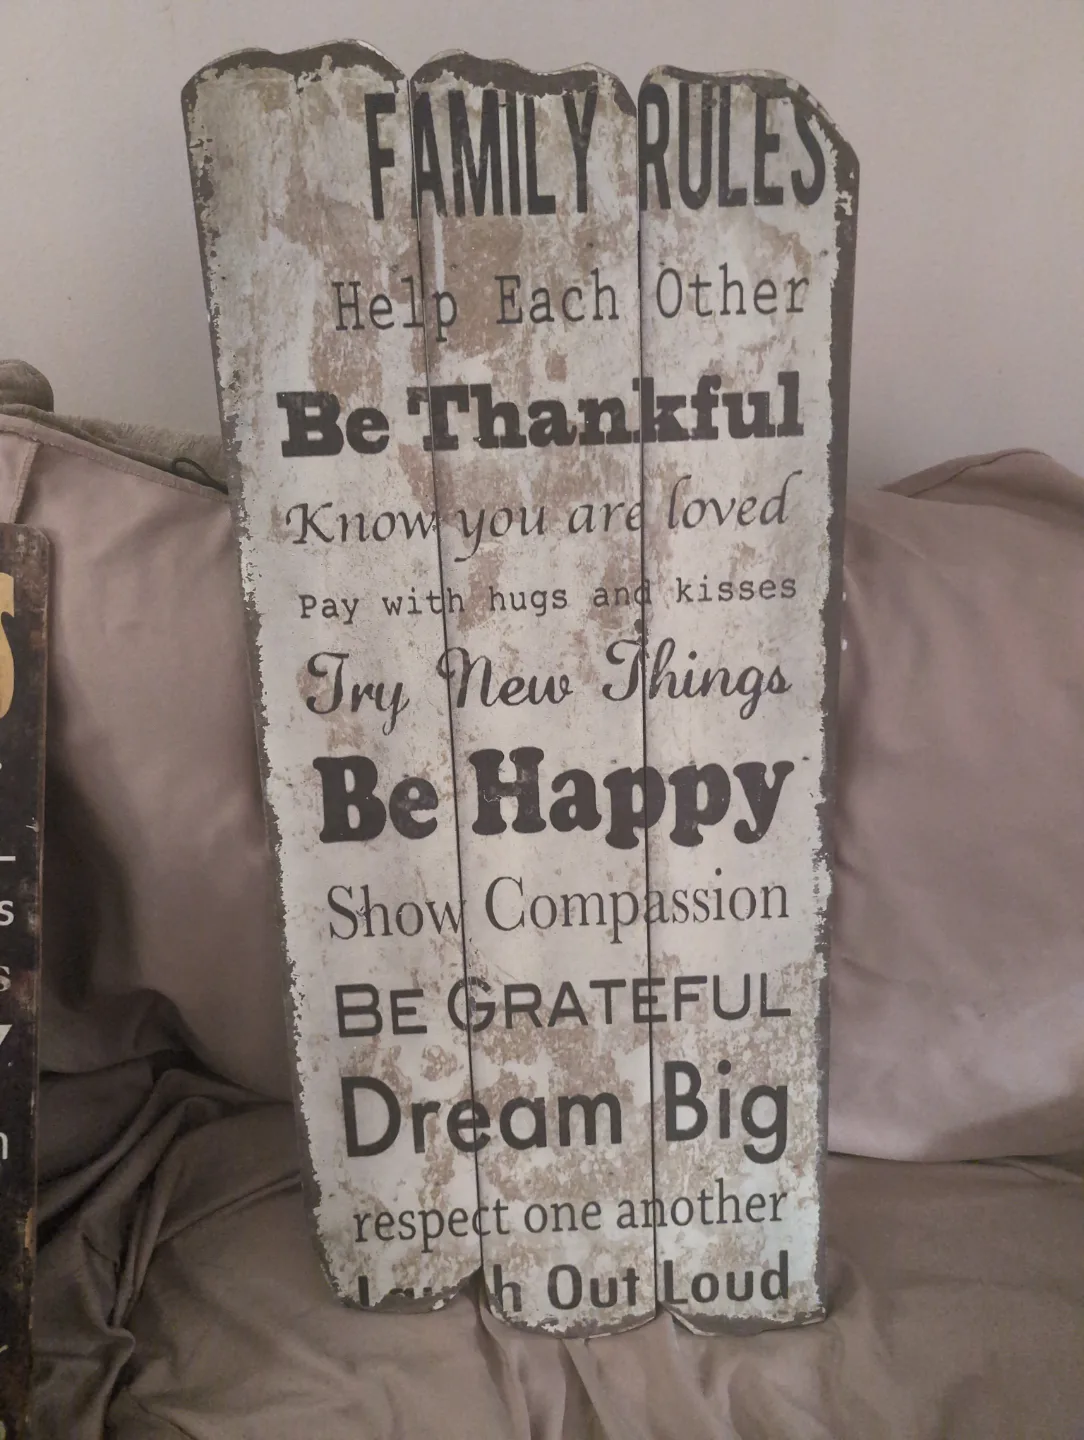 FAMILY RULES
Help Each Other
Be Thankful
Know you are loved
Pay with hugs and kisses
Try New Things
Be Happy
Show Compassion
BE GRATEFUL
Dream Big
respect one another
Laugh Out Loud
s
s